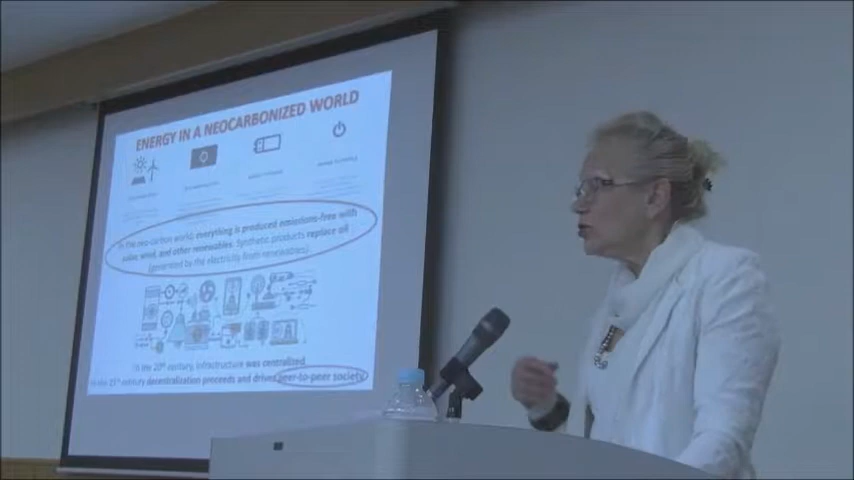 ENERGY IN A NEOCARBONIZED WORLD
In the neo-carbon world, everything is produced emissions-free with
solar, wind, and other renewables. Synthetic products replace oil
(generated by the electricity from renewables).
In the 20th century, infrastructure was centralized.
In the 21st century decentralization proceeds and drives peer-to-peer society